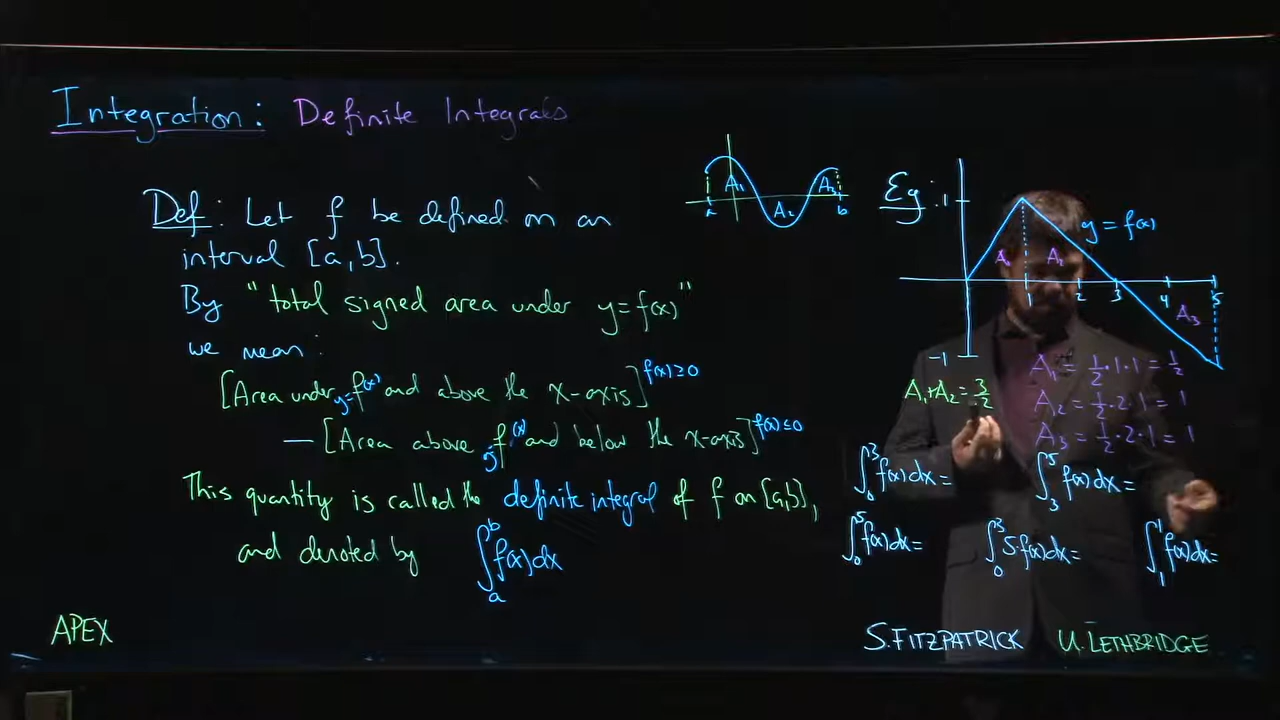 Integration: Definite Integrals
Def: Let f be defined on an
interval [a,b].
By "total signed area under y=f(x)"
we mean:
[Area under y=f(x) and above the x-axis] f(x)≥0
— [Area above y=f(x) and below the x-axis] f(x)≤0
This quantity is called the definite integral of f on [a,b],
and denoted by ∫_a^b f(x)dx
A₁ A₂ A₃
a b
Eg:
1
y = f(x)
A₁ A₂
1 2 3 4 5
A₃
-1
A₁ = ½·1·1 = ½
A₁+A₂ = 3/2
A₂ = ½·2·1 = 1
A₃ = ½·2·1 = 1
∫_0^3 f(x)dx = ∫_3^5 f(x)dx =
∫_0^5 f(x)dx = ∫_0^3 5·f(x)dx = ∫_1^1 f(x)dx =
APEX
S. FITZPATRICK U. LETHBRIDGE